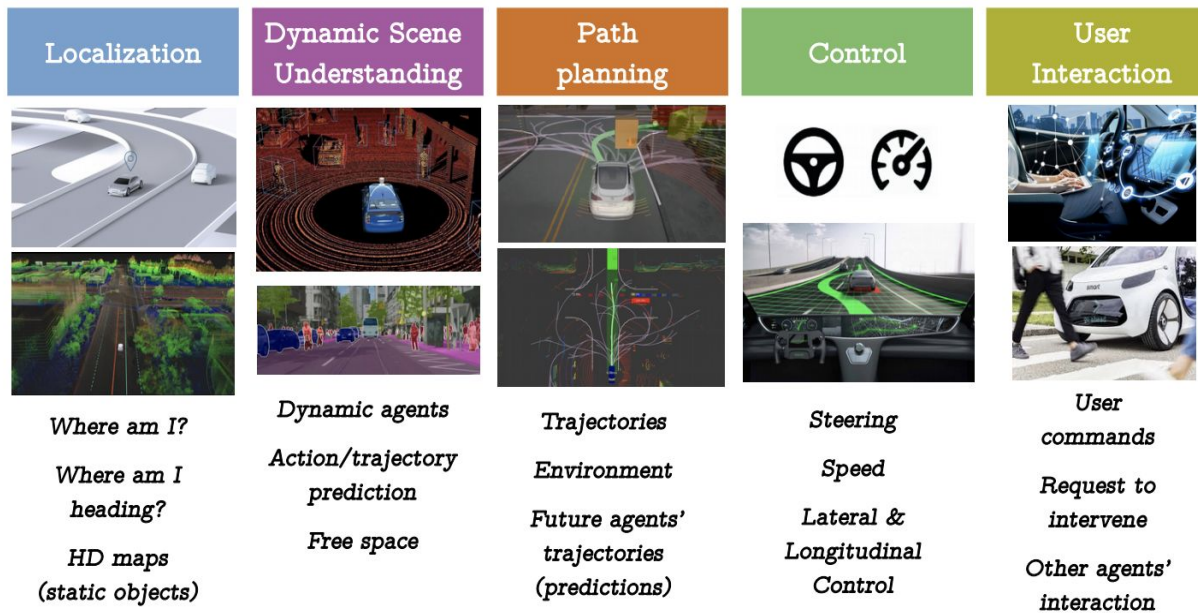 Localization
Dynamic Scene
Understanding
Path
planning
Control
User
Interaction
smart
Where am I?
Where am I
heading?
HD maps
(static objects)
Dynamic agents
Action/trajectory
prediction
Free space
Trajectories
Environment
Future agents’
trajectories
(predictions)
Steering
Speed
Lateral &
Longitudinal
Control
User
commands
Request to
intervene
Other agents’
interaction